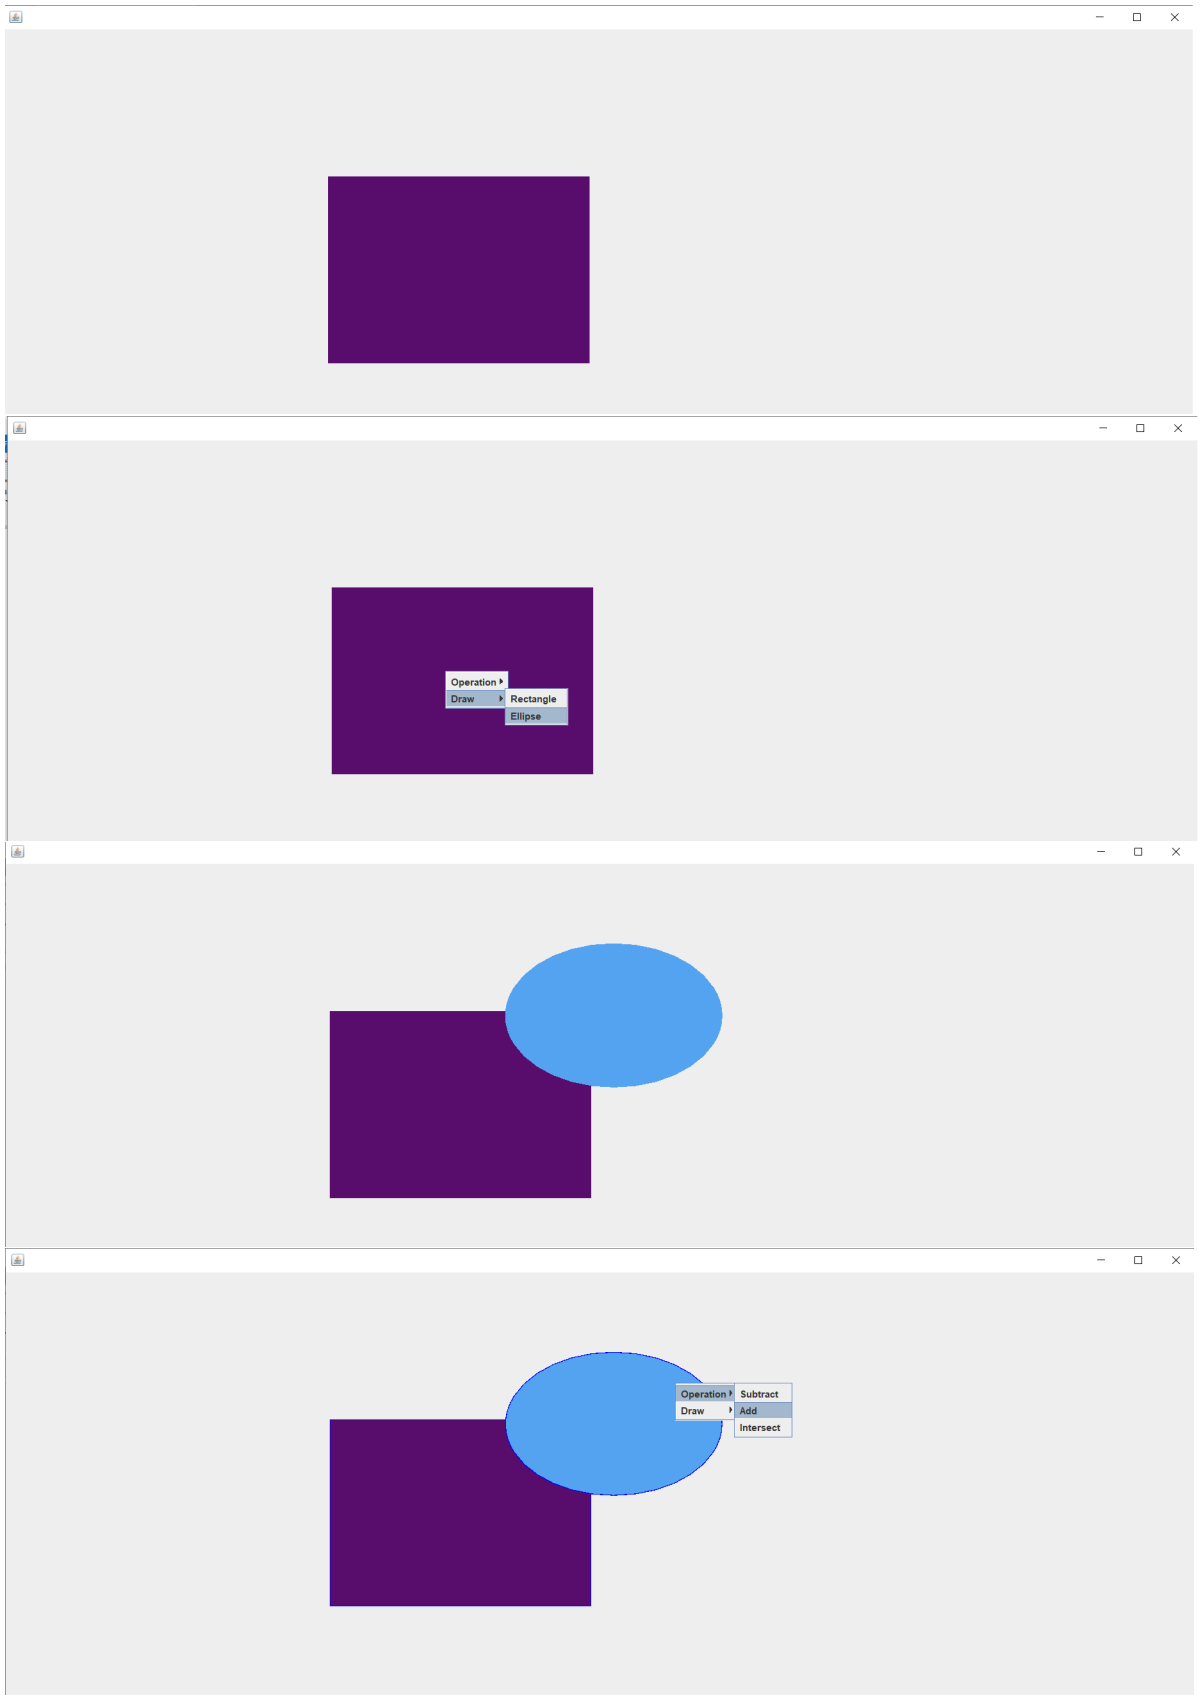 Operation
Draw
Rectangle
Ellipse
Operation
Subtract
Draw
Add
Intersect